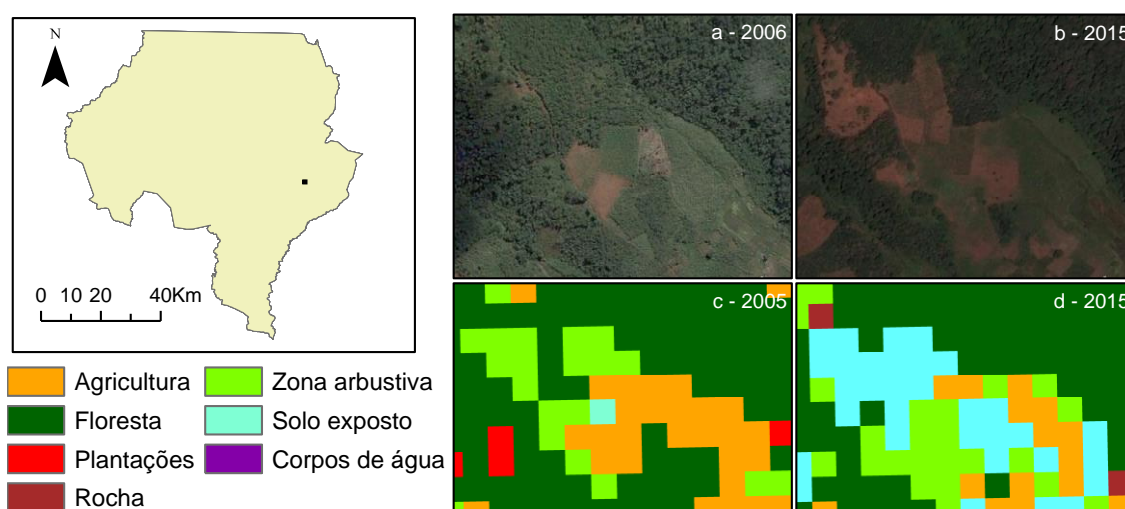 N
0 10 20 40Km
a - 2006
b - 2015
c - 2005
d - 2015
Agricultura
Zona arbustiva
Floresta
Solo exposto
Plantações
Corpos de água
Rocha